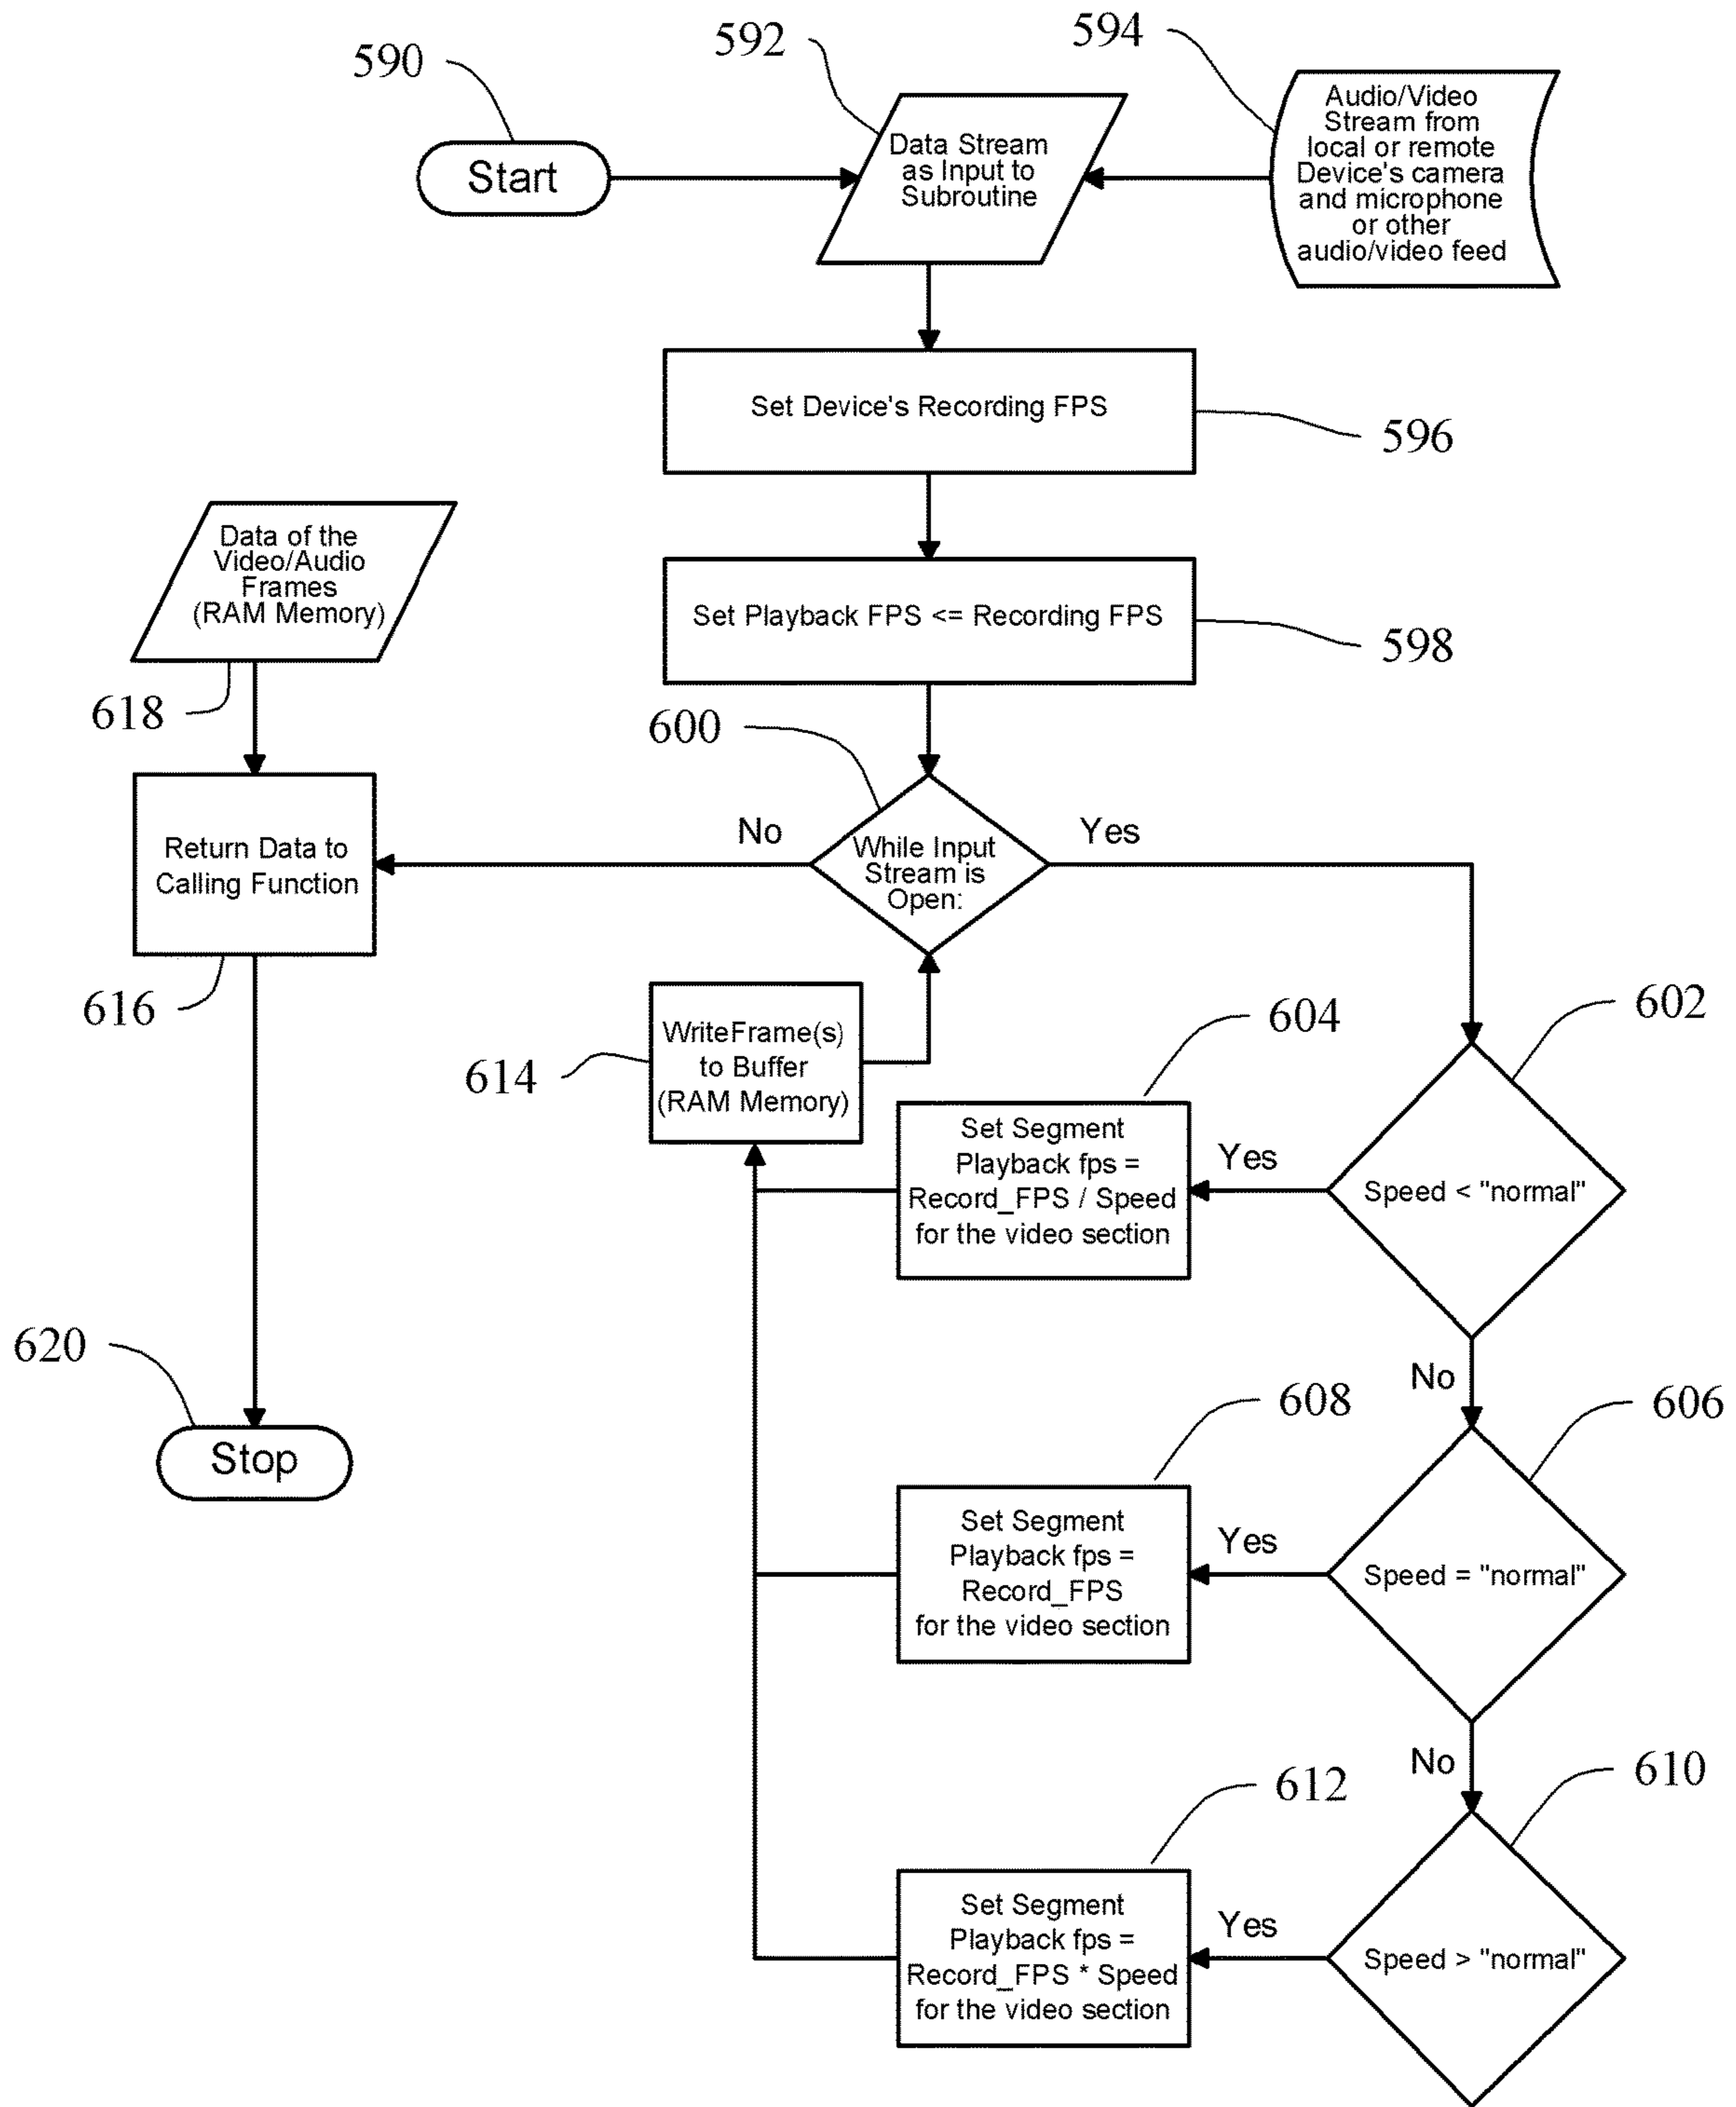 590
Start
592
Data Stream
as Input to
Subroutine
594
Audio/Video
Stream from
local or remote
Device's camera
and microphone
or other
audio/video feed
Set Device's Recording FPS
596
Set Playback FPS <= Recording FPS
598
Data of the
Video/Audio
Frames
(RAM Memory)
618
600
While Input
Stream is
Open:
No
Yes
Return Data to
Calling Function
616
WriteFrame(s)
to Buffer
(RAM Memory)
614
602
Speed < "normal"
Yes
604
Set Segment
Playback fps =
Record_FPS / Speed
for the video section
No
620
Stop
606
Speed = "normal"
Yes
608
Set Segment
Playback fps =
Record_FPS
for the video section
No
610
Speed > "normal"
Yes
612
Set Segment
Playback fps =
Record_FPS * Speed
for the video section